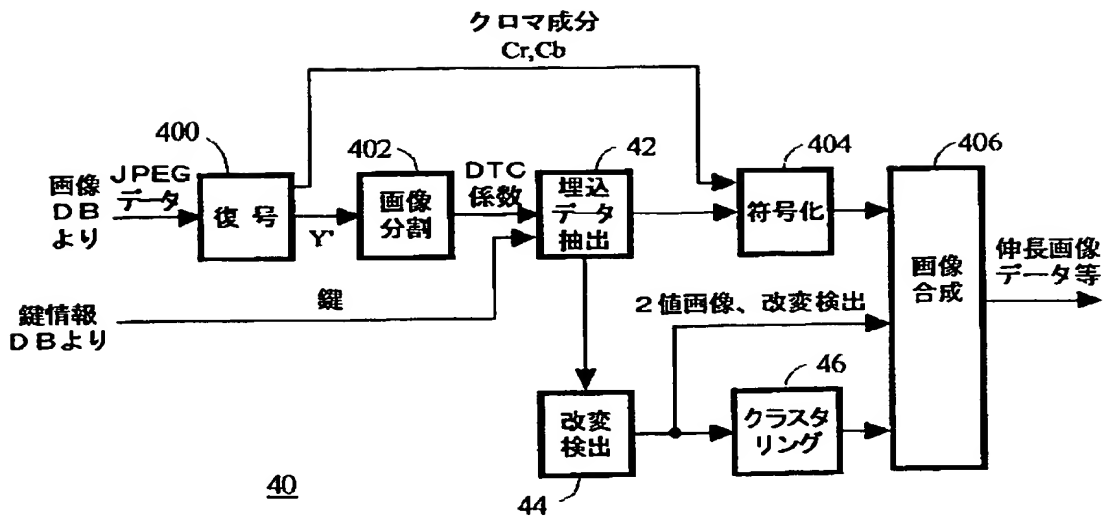 クロマ成分
Cr,Cb
400
402
42
404
406
画像
DB
より
JPEG
データ
復号
Y'
画像
分割
DTC
係数
埋込
データ
抽出
符号化
画像
合成
伸長画像
データ等
鍵情報
DBより
鍵
2値画像、改変検出
46
改変
検出
クラスタ
リング
40
44